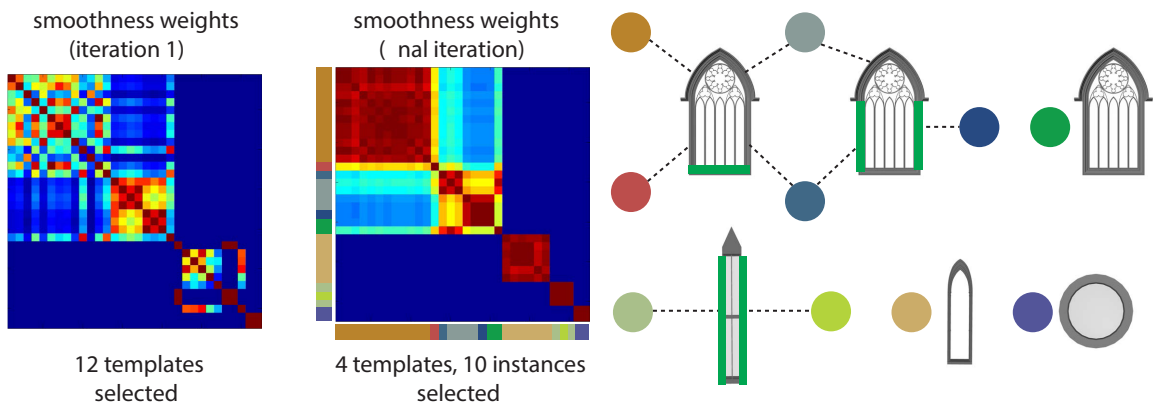 smoothness weights
(iteration 1)
smoothness weights
( nal iteration)
12 templates
selected
4 templates, 10 instances
selected